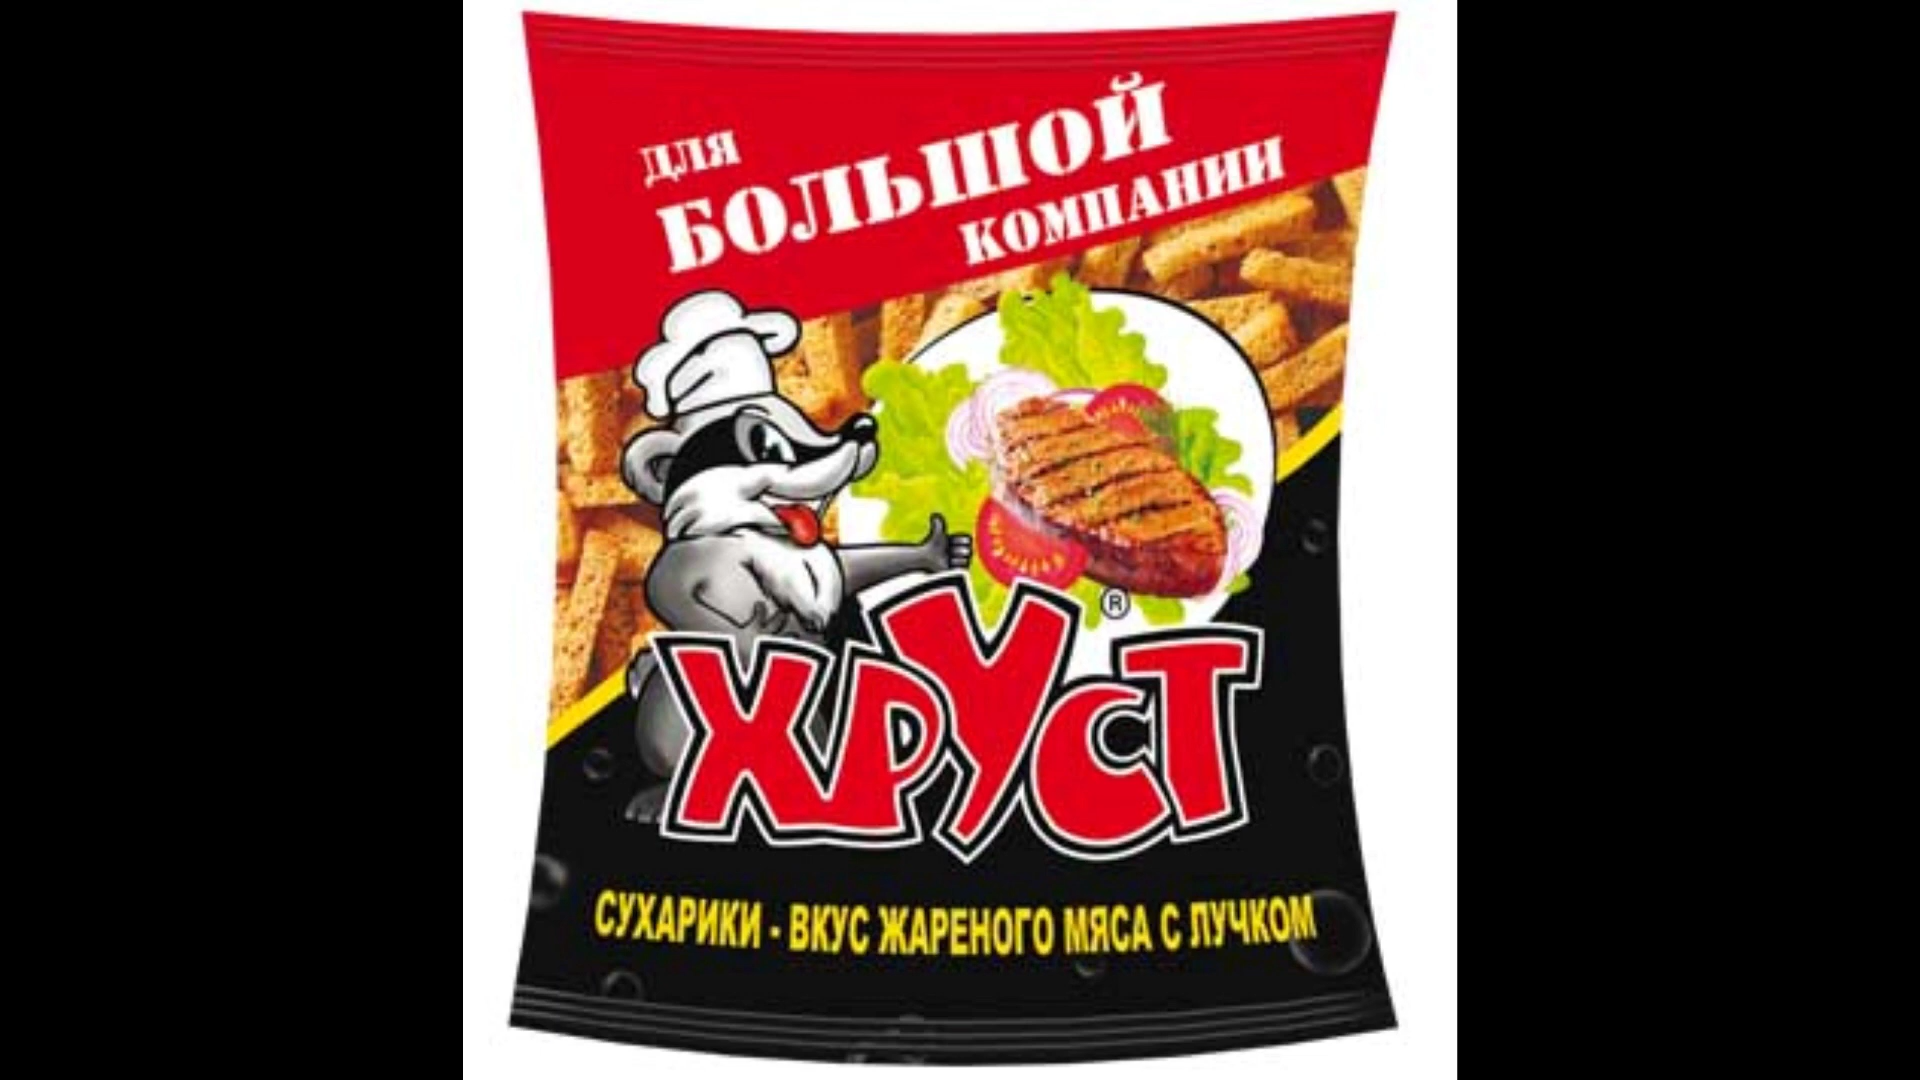 для
БОЛЬШОЙ
КОМПАНИИ
ХРУСТ ®
СУХАРИКИ - ВКУС ЖАРЕНОГО МЯСА С ЛУЧКОМ